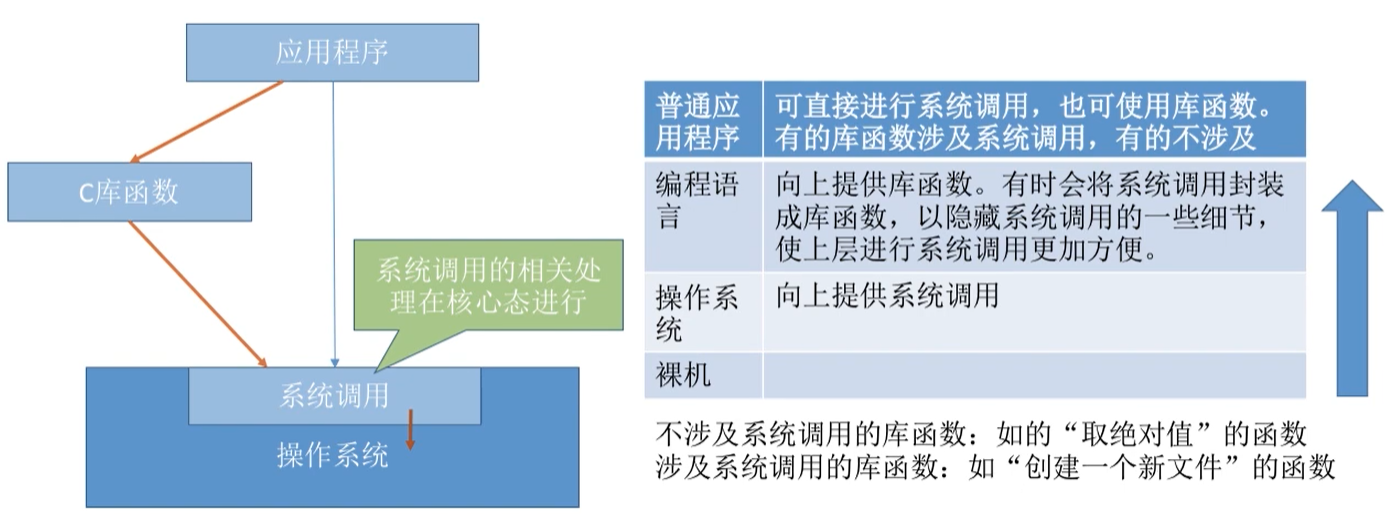 应用程序
C库函数
系统调用的相关处
理在核心态进行
系统调用
操作系统
普通应
用程序
可直接进行系统调用，也可使用库函数。
有的库函数涉及系统调用，有的不涉及
编程语
言
向上提供库函数。有时会将系统调用封装
成库函数，以隐藏系统调用的一些细节，
使上层进行系统调用更加方便。
操作系
统
向上提供系统调用
裸机
不涉及系统调用的库函数：如的“取绝对值”的函数
涉及系统调用的库函数：如“创建一个新文件”的函数